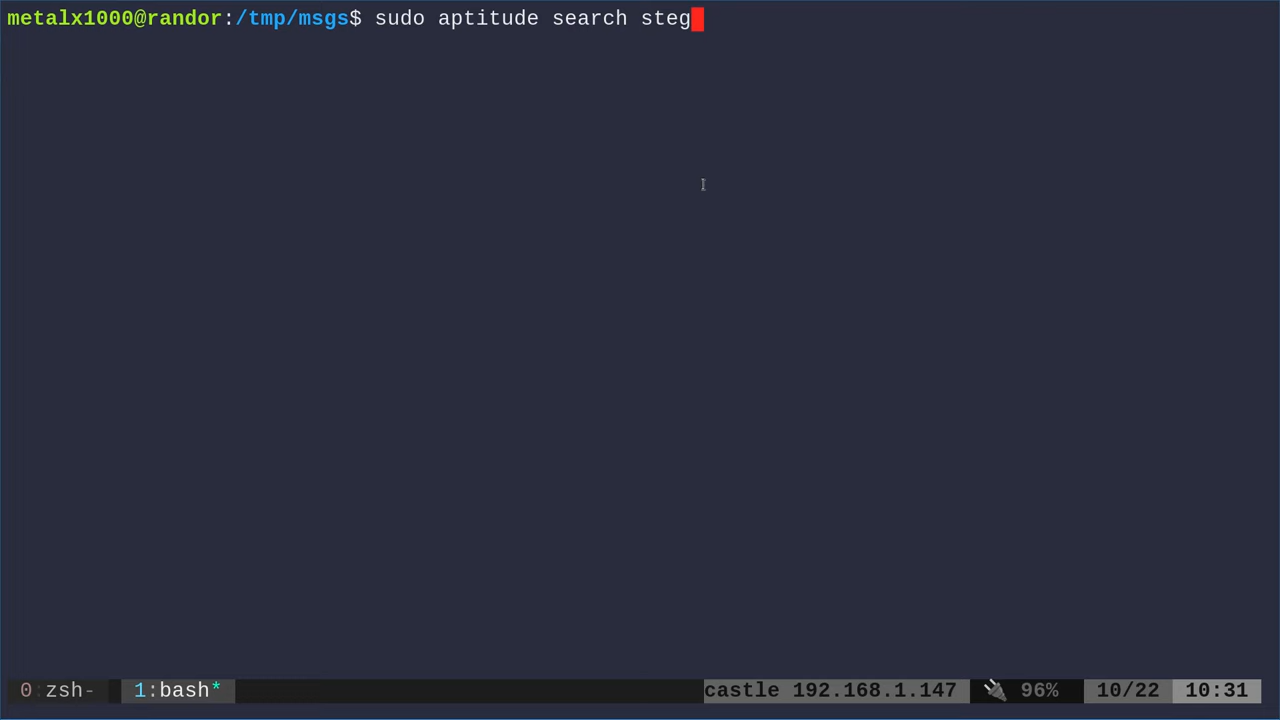 metalx1000@randor:/tmp/msgs$ sudo aptitude search steg
0:zsh- 1:bash* castle 192.168.1.147 🔌 96% 10/22 10:31